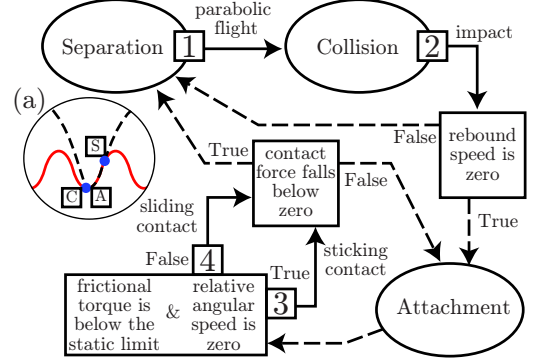 parabolic
flight
Separation
1
Collision
2
impact
(a)
S
C
A
False
rebound
speed is
zero
True
contact
force falls
below
zero
True
False
sliding
contact
sticking
contact
False
4
True
3
frictional
torque is
below the
static limit
&
relative
angular
speed is
zero
Attachment